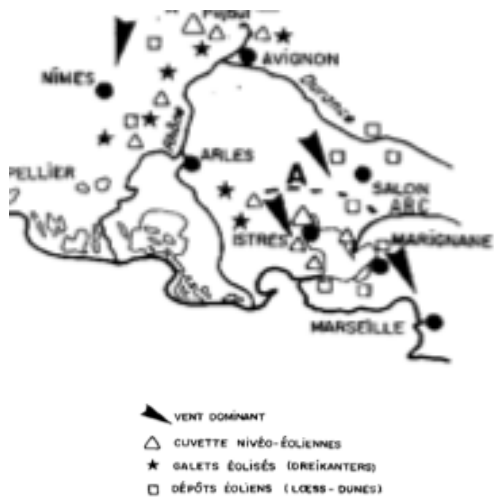 AVIGNON
NÎMES
Durance
Rhône
ARLES
PELLIER
A
SALON
ARC
ISTRES
MARIGNANE
MARSEILLE
VENT DOMINANT
CUVETTE NIVÉO-ÉOLIENNES
GALETS ÉOLISÉS (DREÏKANTERS)
DÉPÔTS ÉOLIENS (LŒSS-DUNES)